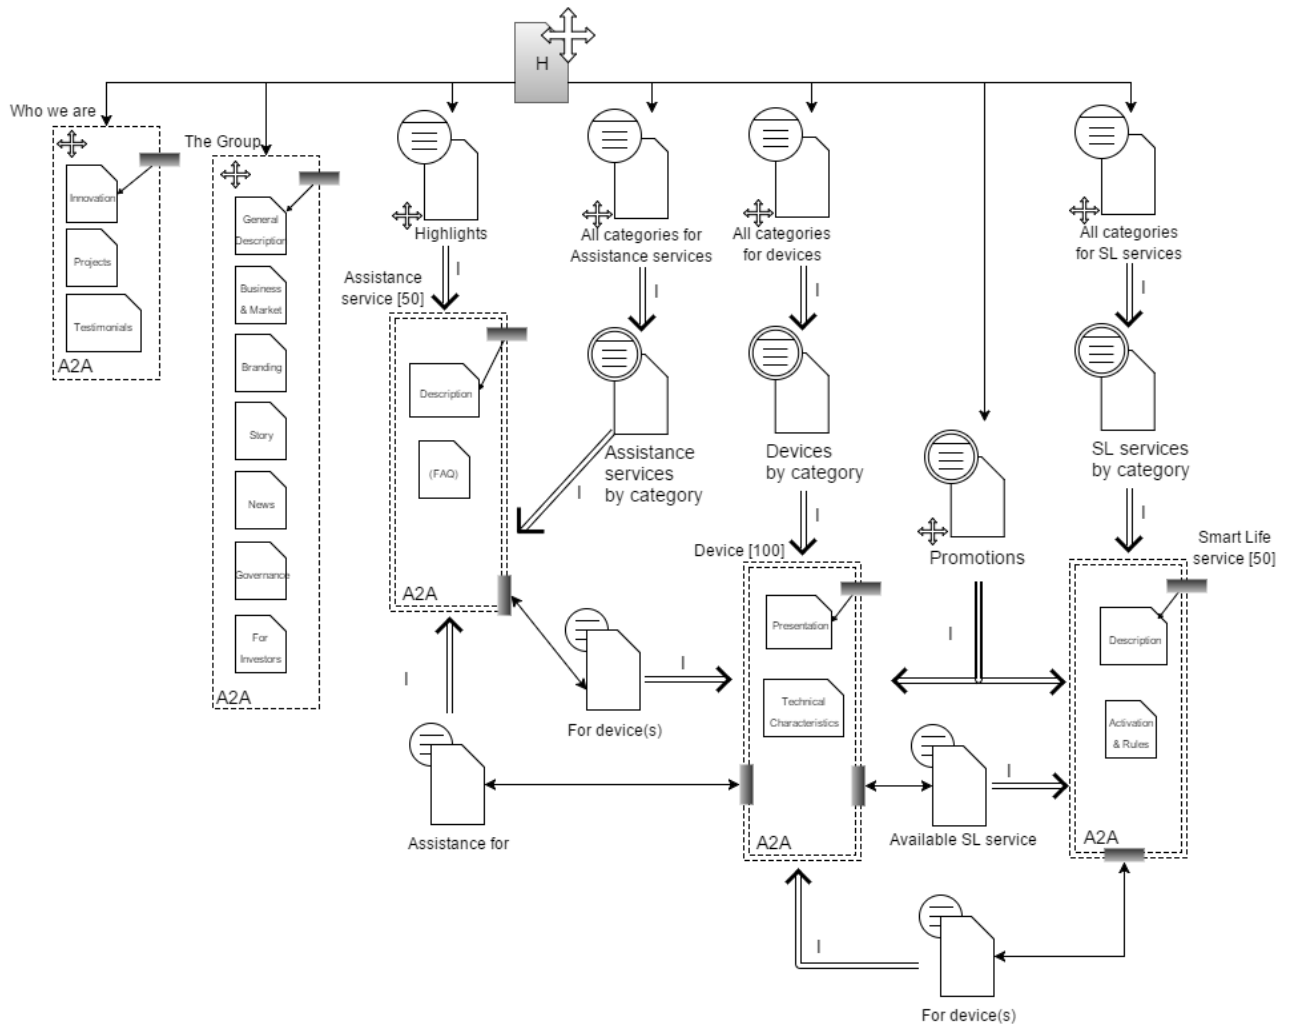 H
Who we are
Innovation
Projects
Testimonials
A2A
The Group
General
Description
Business
& Market
Branding
Story
News
Governance
For
Investors
A2A
Highlights
I
Assistance
service [50]
Description
(FAQ)
A2A
All categories for
Assistance services
I
Assistance
services
by category
I
All categories
for devices
I
Devices
by category
I
Device [100]
Presentation
Technical
Characteristics
A2A
Promotions
I
All categories
for SL services
I
SL services
by category
I
Smart Life
service [50]
Description
Activation
& Rules
A2A
For device(s)
I
I
Assistance for
Available SL service
I
I
For device(s)